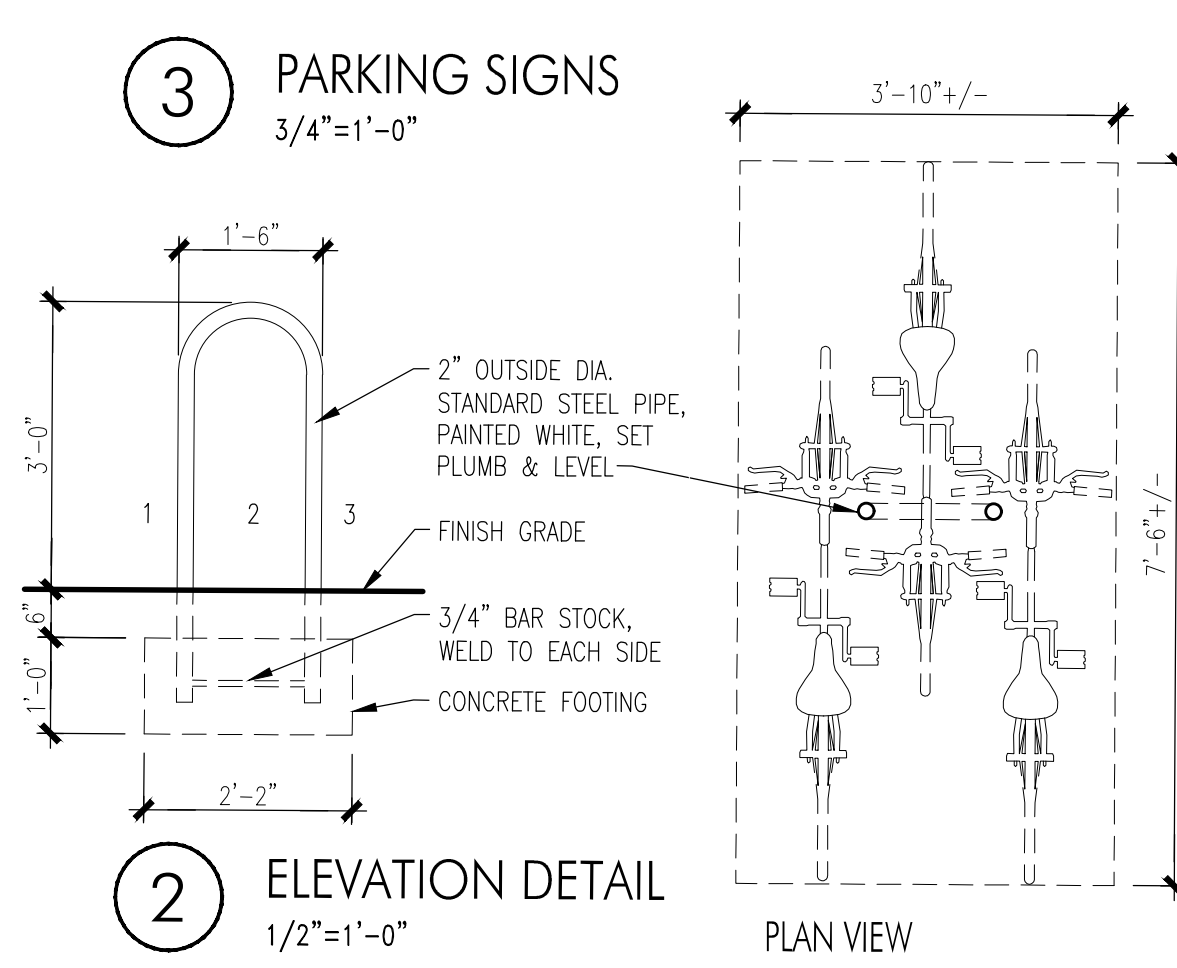 3
PARKING SIGNS
3/4"=1'-0"
3'-10"+/-
1'-6"
3'-0"
2" OUTSIDE DIA.
STANDARD STEEL PIPE,
PAINTED WHITE, SET
PLUMB & LEVEL
1 2 3
FINISH GRADE
7'-6"+/-
6"
3/4" BAR STOCK,
WELD TO EACH SIDE
1'-0"
CONCRETE FOOTING
2'-2"
2
ELEVATION DETAIL
1/2"=1'-0"
PLAN VIEW